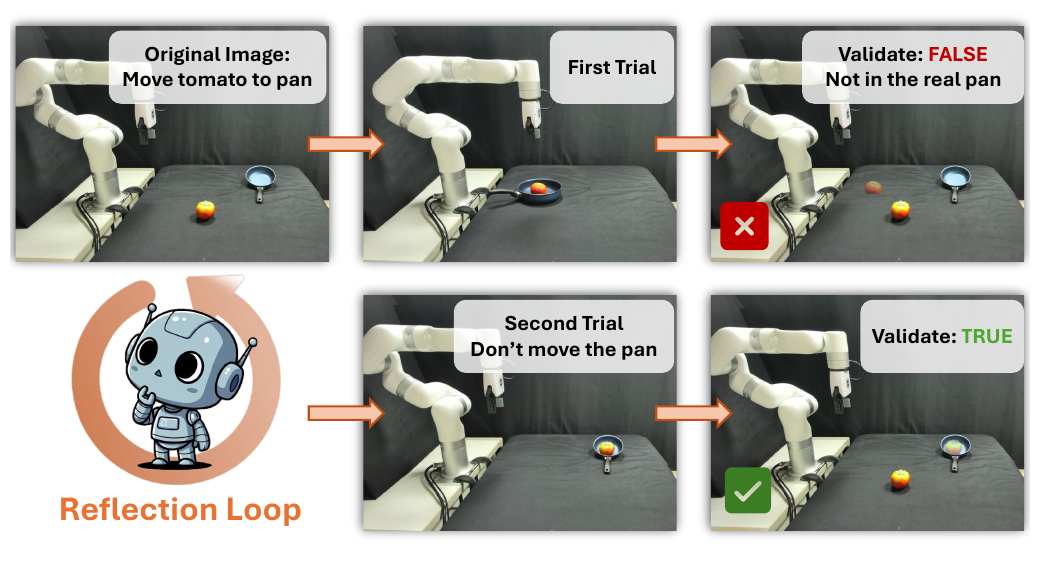 Original Image:
Move tomato to pan
First Trial
Validate: FALSE
Not in the real pan
Reflection Loop
Second Trial
Don't move the pan
Validate: TRUE